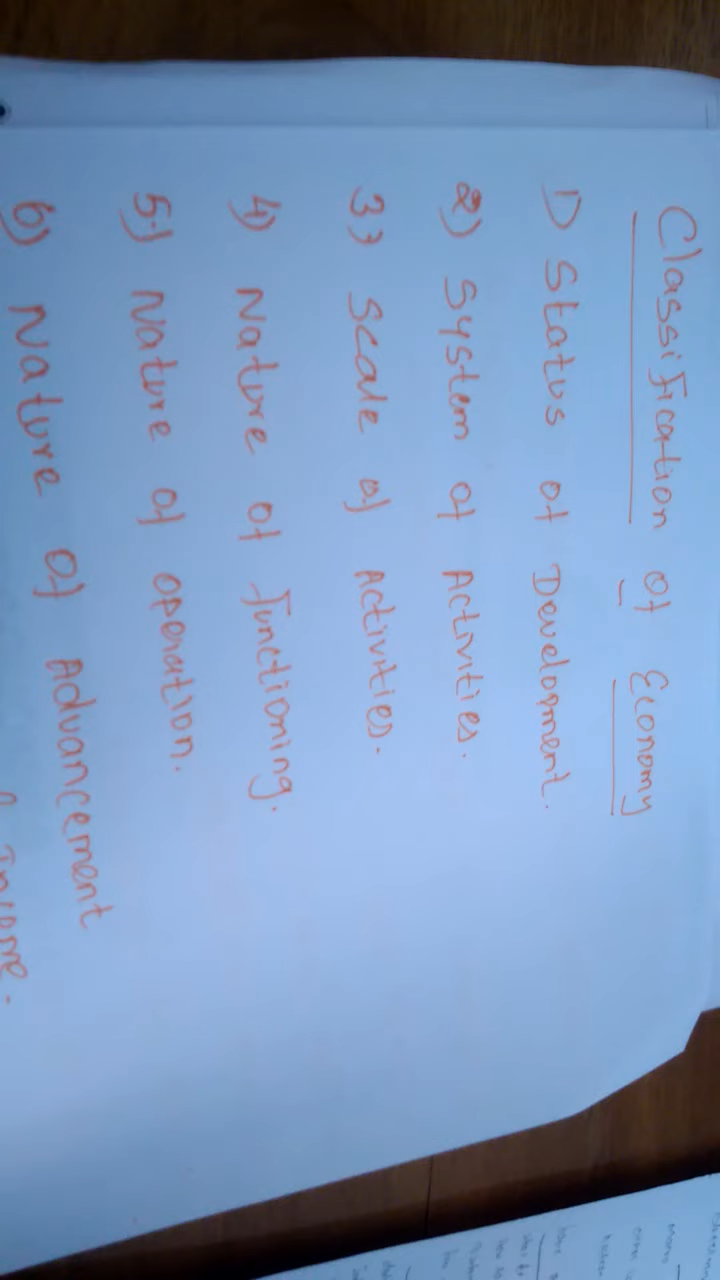 Classification of Economy
1) Status of Development.
2) System of Activities.
3) Scale of Activities.
4) Nature of functioning.
5.) Nature of operation.
6) Nature of Advancement
Income.